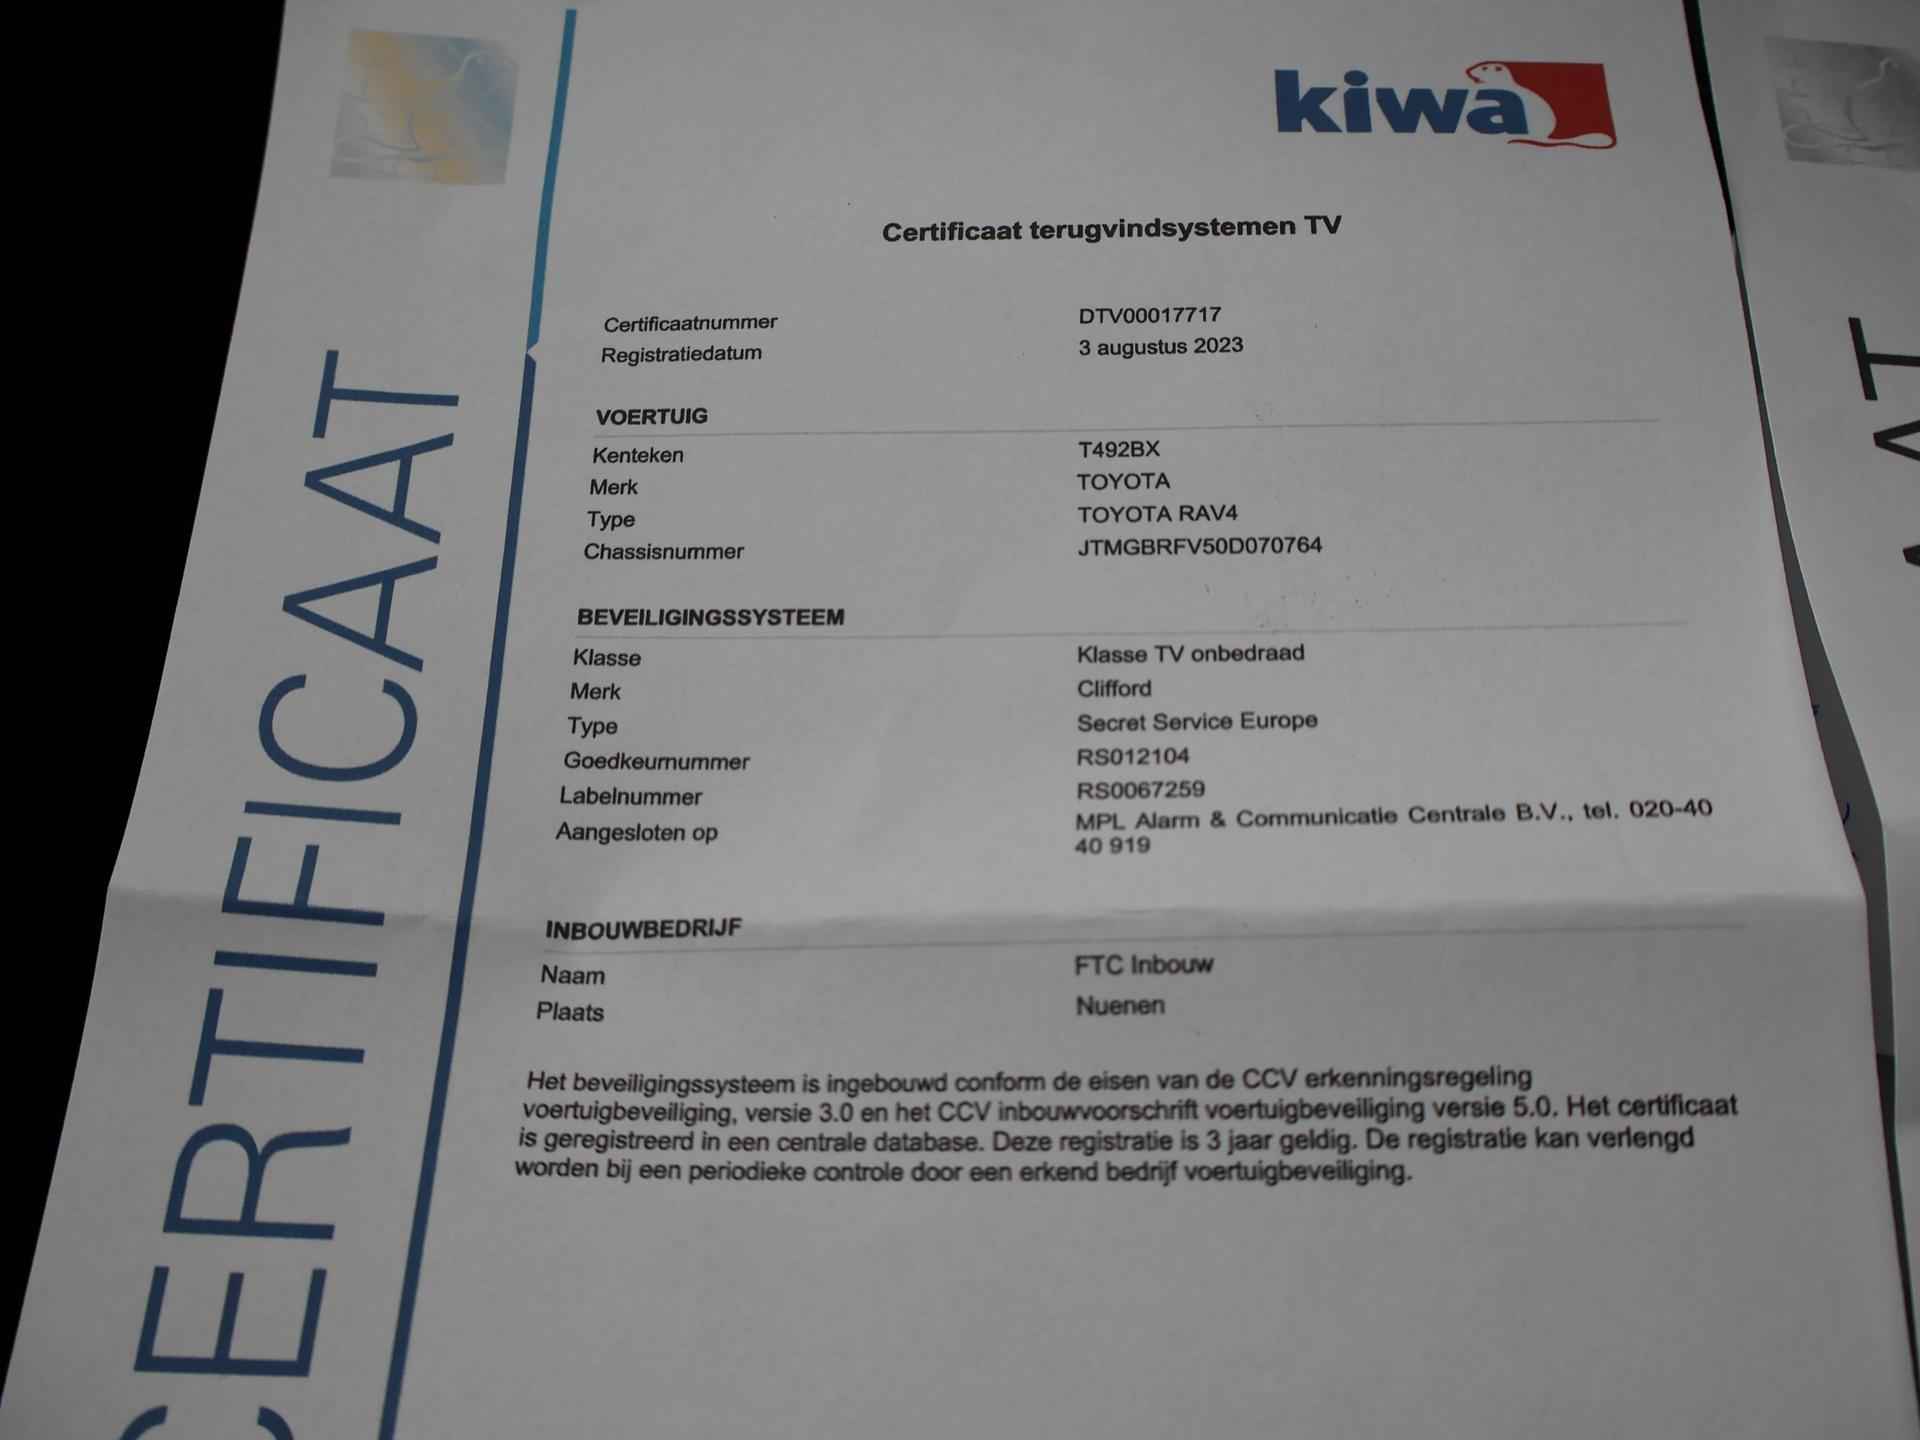 kiwa
Certificaat terugvindsystemen TV
Certificaatnummer DTV00017717
Registratiedatum 3 augustus 2023
VOERTUIG
Kenteken T492BX
Merk TOYOTA
Type TOYOTA RAV4
Chassisnummer JTMGBRFV50D070764
BEVEILIGINGSSYSTEEM
Klasse Klasse TV onbedraad
Merk Clifford
Type Secret Service Europe
Goedkeurnummer RS012104
Labelnummer RS0067259
Aangesloten op MPL Alarm & Communicatie Centrale B.V., tel. 020-40
40 919
INBOUWBEDRIJF
Naam FTC Inbouw
Plaats Nuenen
Het beveiligingssysteem is ingebouwd conform de eisen van de CCV erkenningsregeling
voertuigbeveiliging, versie 3.0 en het CCV inbouwvoorschrift voertuigbeveiliging versie 5.0. Het certificaat
is geregistreerd in een centrale database. Deze registratie is 3 jaar geldig. De registratie kan verlengd
worden bij een periodieke controle door een erkend bedrijf voertuigbeveiliging.
CERTIFICAAT
AT